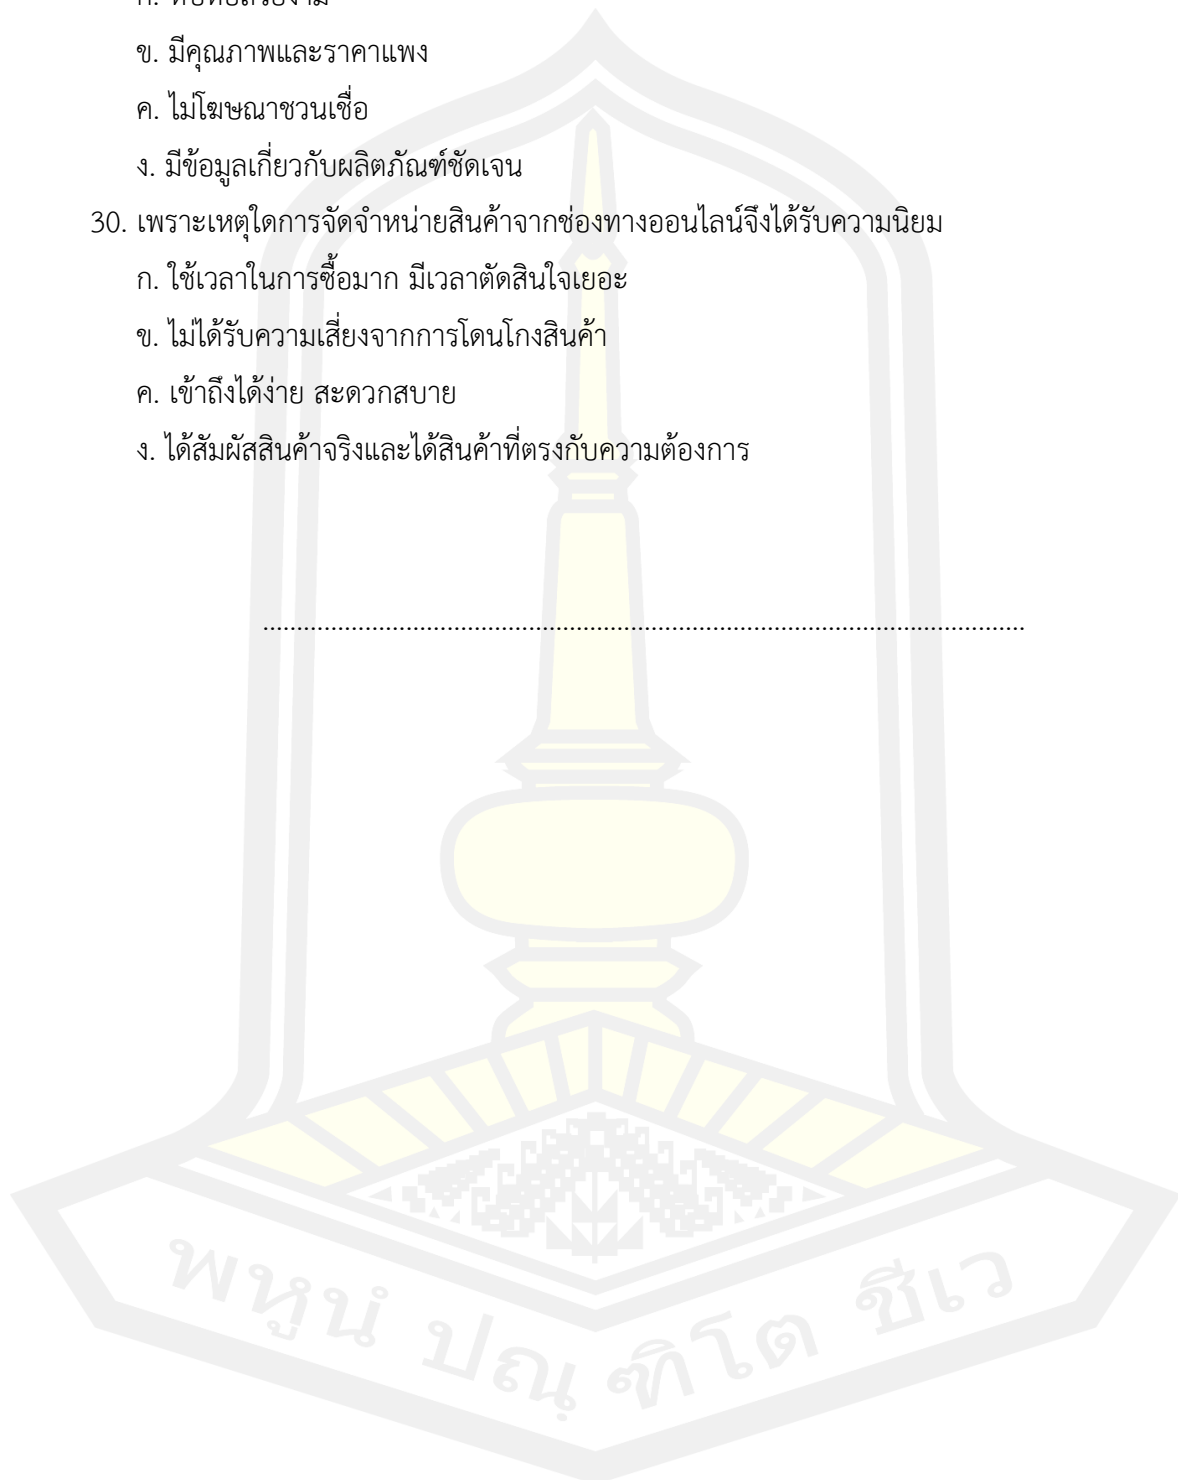 ข. มีคุณภาพและราคาแพง
ค. ไม่โฆษณาชวนเชื่อ
ง. มีข้อมูลเกี่ยวกับผลิตภัณฑ์ชัดเจน
30. เพราะเหตุใดการจัดจำหน่ายสินค้าจากช่องทางออนไลน์จึงได้รับความนิยม
ก. ใช้เวลาในการซื้อมาก มีเวลาตัดสินใจเยอะ
ข. ไม่ได้รับความเสี่ยงจากการโดนโกงสินค้า
ค. เข้าถึงได้ง่าย สะดวกสบาย
ง. ได้สัมผัสสินค้าจริงและได้สินค้าที่ตรงกับความต้องการ
................................................................................................................
พหูนํ ปณฺฑิโต ชีเว